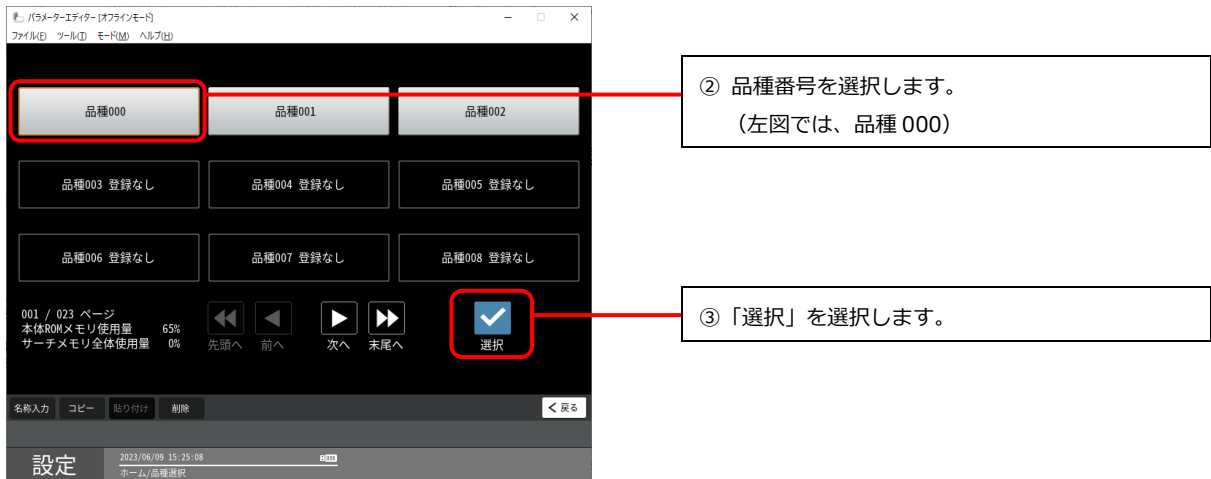 パラメーターエディター [オフラインモード]
ファイル(F) ツール(T) モード(M) ヘルプ(H)
品種000 品種001 品種002
品種003 登録なし 品種004 登録なし 品種005 登録なし
品種006 登録なし 品種007 登録なし 品種008 登録なし
001 / 023 ページ
本体ROMメモリ使用量 65%
サーチメモリ全体使用量 0%
先頭へ 前へ 次へ 末尾へ 選択
名称入力 コピー 貼り付け 削除 戻る
設定
2023/06/09 15:25:08
ホーム/品種選択
② 品種番号を選択します。
(左図では、品種 000)
③「選択」を選択します。